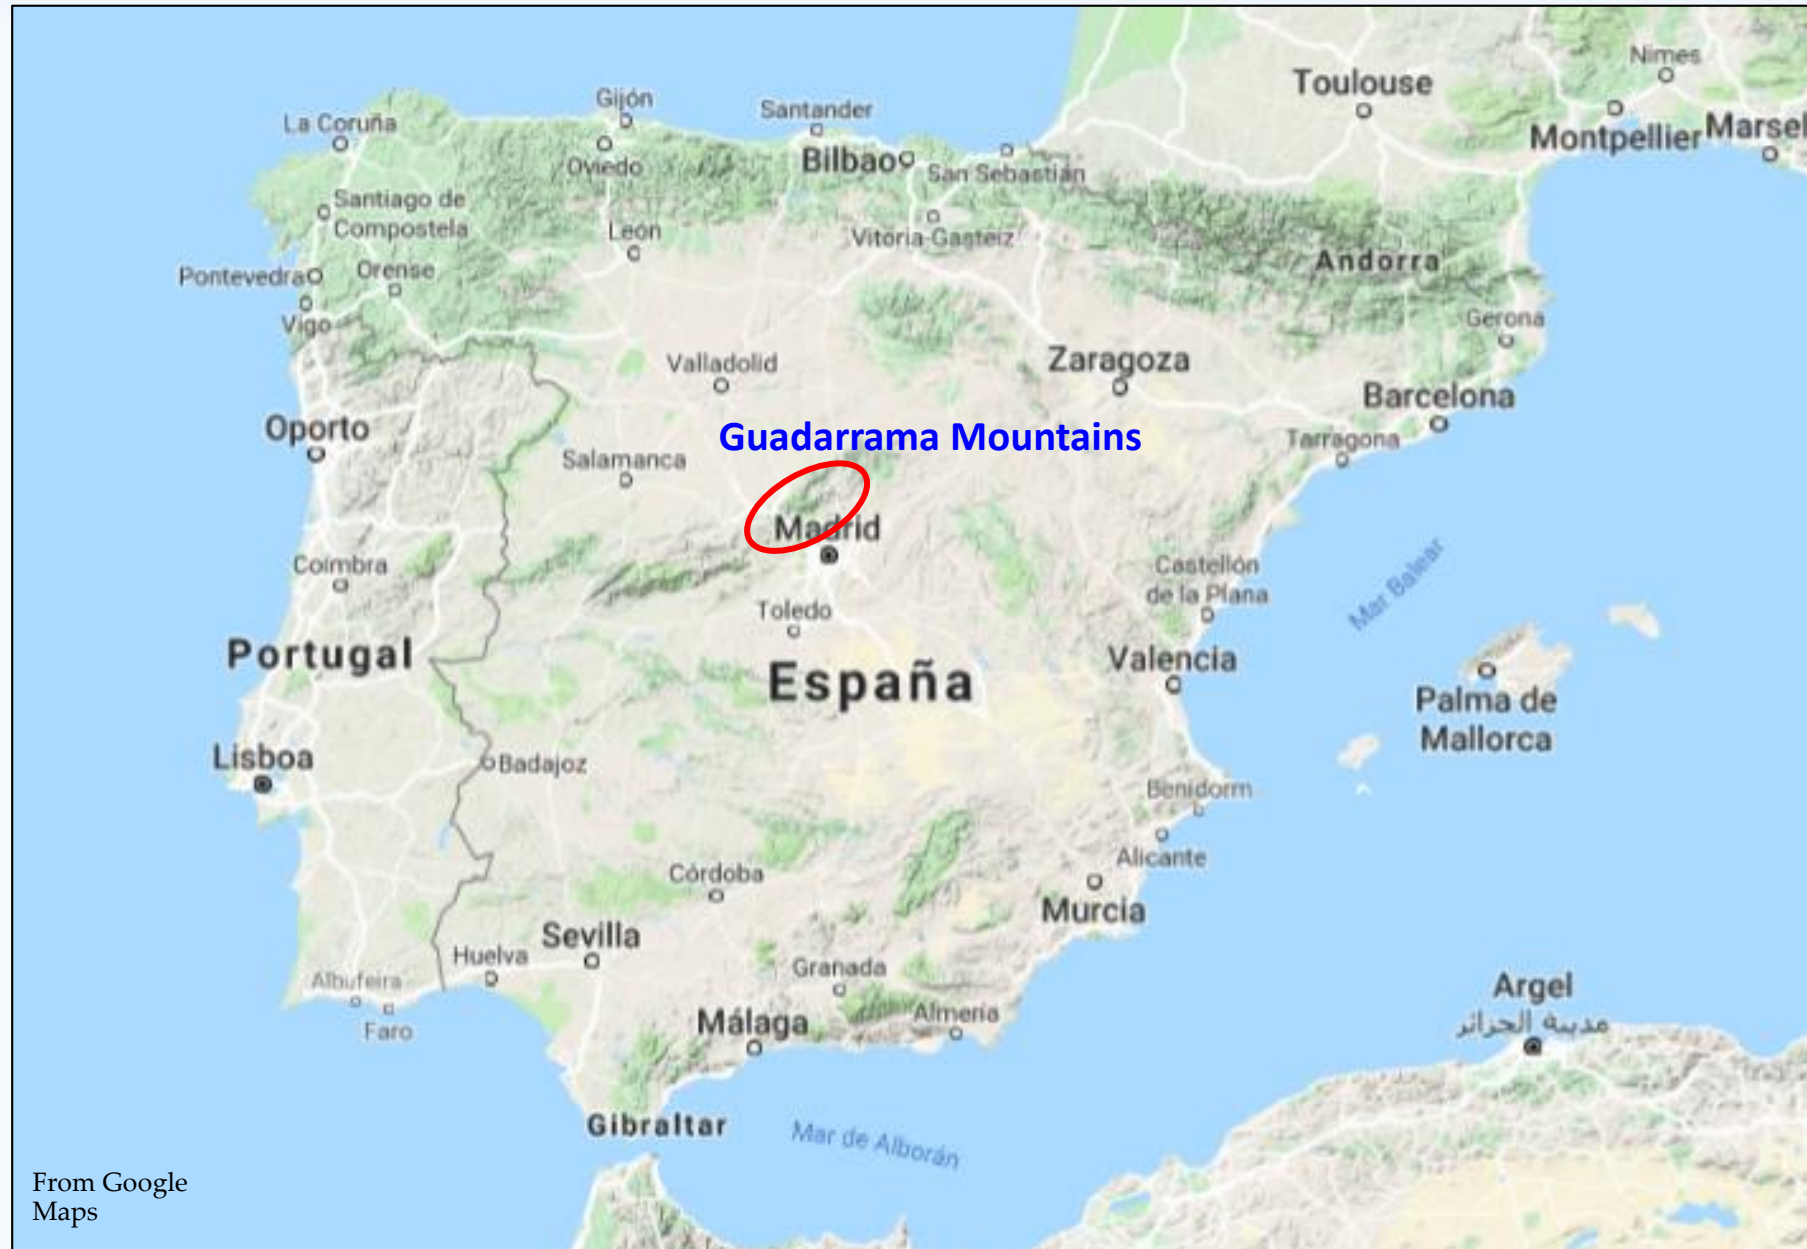 Nimes
Toulouse
Gijón
Santander
La Coruña
Montpellier
Marsel
Oviedo
Bilbao
San Sebastián
Santiago de
Compostela
León
Vitoria-Gasteiz
Andorra
Pontevedra
Orense
Vigo
Gerona
Valladolid
Zaragoza
Barcelona
Oporto
Guadarrama Mountains
Tarragona
Salamanca
Madrid
Coimbra
Castellón
de la Plana
Mar Balear
Toledo
Portugal
España
Valencia
Palma de
Mallorca
Lisboa
Badajoz
Benidorm
Alicante
Córdoba
Murcia
Sevilla
Huelva
Granada
Albufeira
Argel
مدينة الجزائر
Faro
Málaga
Almería
Gibraltar
Mar de Alborán
From Google
Maps